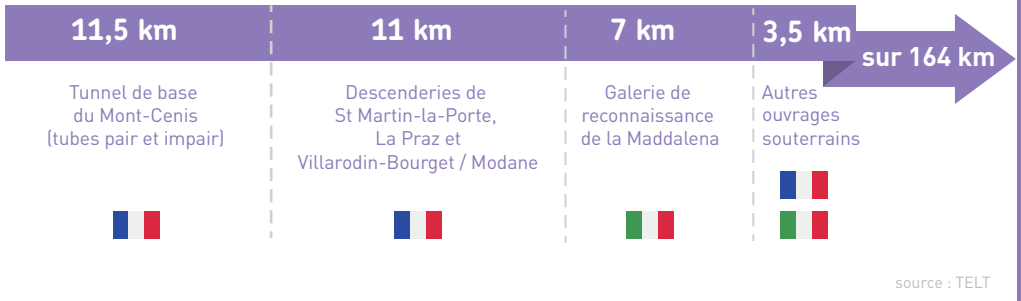 11,5 km
11 km
7 km
3,5 km
sur 164 km
Tunnel de base
du Mont-Cenis
(tubes pair et impair)
Descenderies de
St Martin-la-Porte,
La Praz et
Villarodin-Bourget / Modane
Galerie de
reconnaissance
de la Maddalena
Autres
ouvrages
souterrains
source : TELT